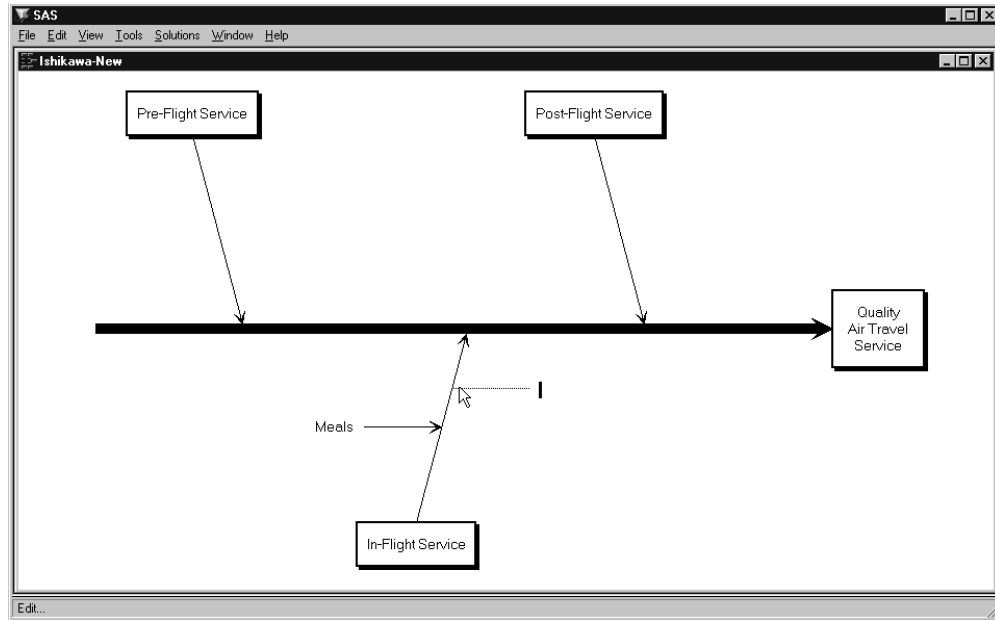 SAS
File Edit View Tools Solutions Window Help
Ishikawa-New
Pre-Flight Service
Post-Flight Service
Quality
Air Travel
Service
Meals
In-Flight Service
Edit...